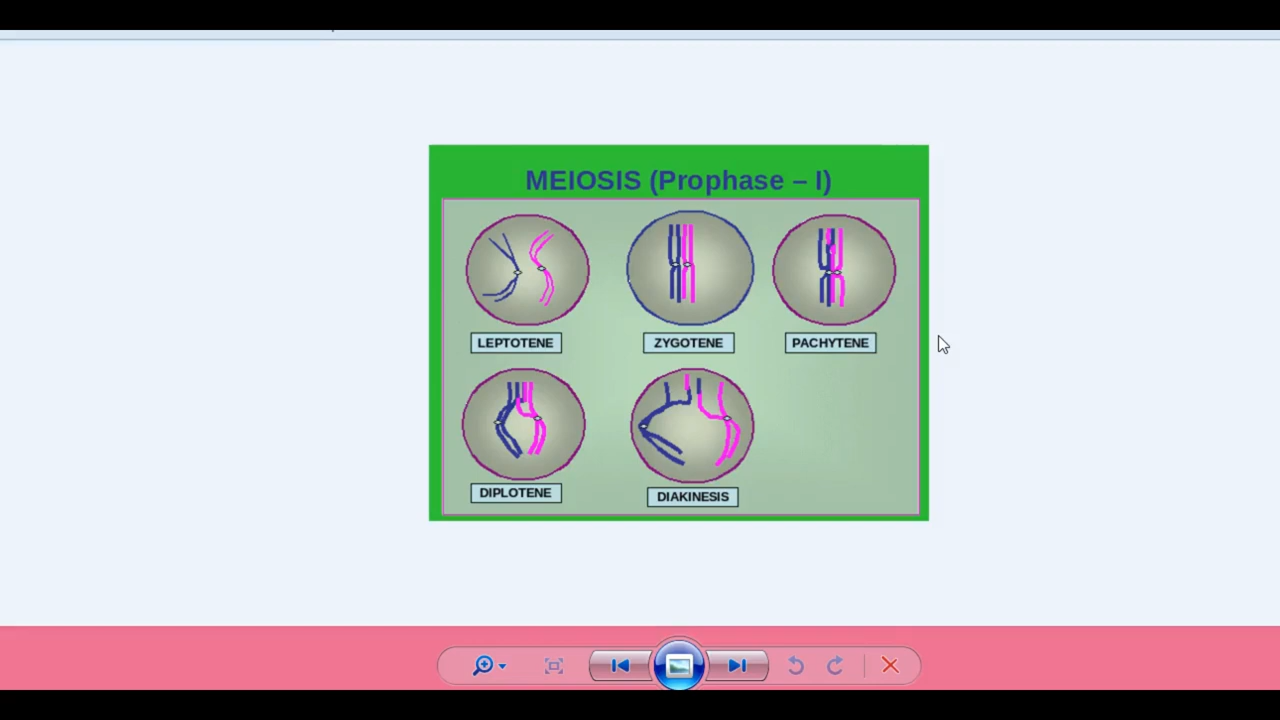 MEIOSIS (Prophase – I)
LEPTOTENE
ZYGOTENE
PACHYTENE
DIPLOTENE
DIAKINESIS